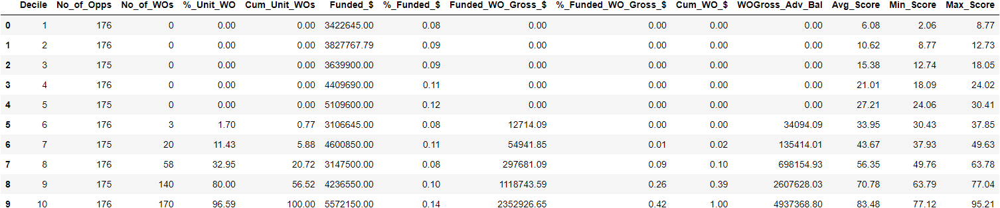 Decile No_of_Opps No_of_WOs %_Unit_WO Cum_Unit_WOs Funded_$ %_Funded_$ Funded_WO_Gross_$ %_Funded_WO_Gross_$ Cum_WO_$ WOGross_Adv_Bal Avg_Score Min_Score Max_Score
0 1 176 0 0.00 0.00 3422645.00 0.08 0.00 0.00 0.00 0.00 6.08 2.06 8.77
1 2 176 0 0.00 0.00 3827767.79 0.09 0.00 0.00 0.00 0.00 10.62 8.77 12.73
2 3 175 0 0.00 0.00 3639900.00 0.09 0.00 0.00 0.00 0.00 15.38 12.74 18.05
3 4 176 0 0.00 0.00 4409690.00 0.11 0.00 0.00 0.00 0.00 21.01 18.09 24.02
4 5 175 0 0.00 0.00 5109600.00 0.12 0.00 0.00 0.00 0.00 27.21 24.06 30.41
5 6 176 3 1.70 0.77 3106645.00 0.08 12714.09 0.00 0.00 34094.09 33.95 30.43 37.85
6 7 175 20 11.43 5.88 4600850.00 0.11 54941.85 0.01 0.02 135414.01 43.67 37.93 49.63
7 8 176 58 32.95 20.72 3147500.00 0.08 297681.09 0.09 0.10 698154.93 56.35 49.76 63.78
8 9 175 140 80.00 56.52 4236550.00 0.10 1118743.59 0.26 0.39 2607628.03 70.78 63.79 77.04
9 10 176 170 96.59 100.00 5572150.00 0.14 2352926.65 0.42 1.00 4937368.80 83.48 77.12 95.21